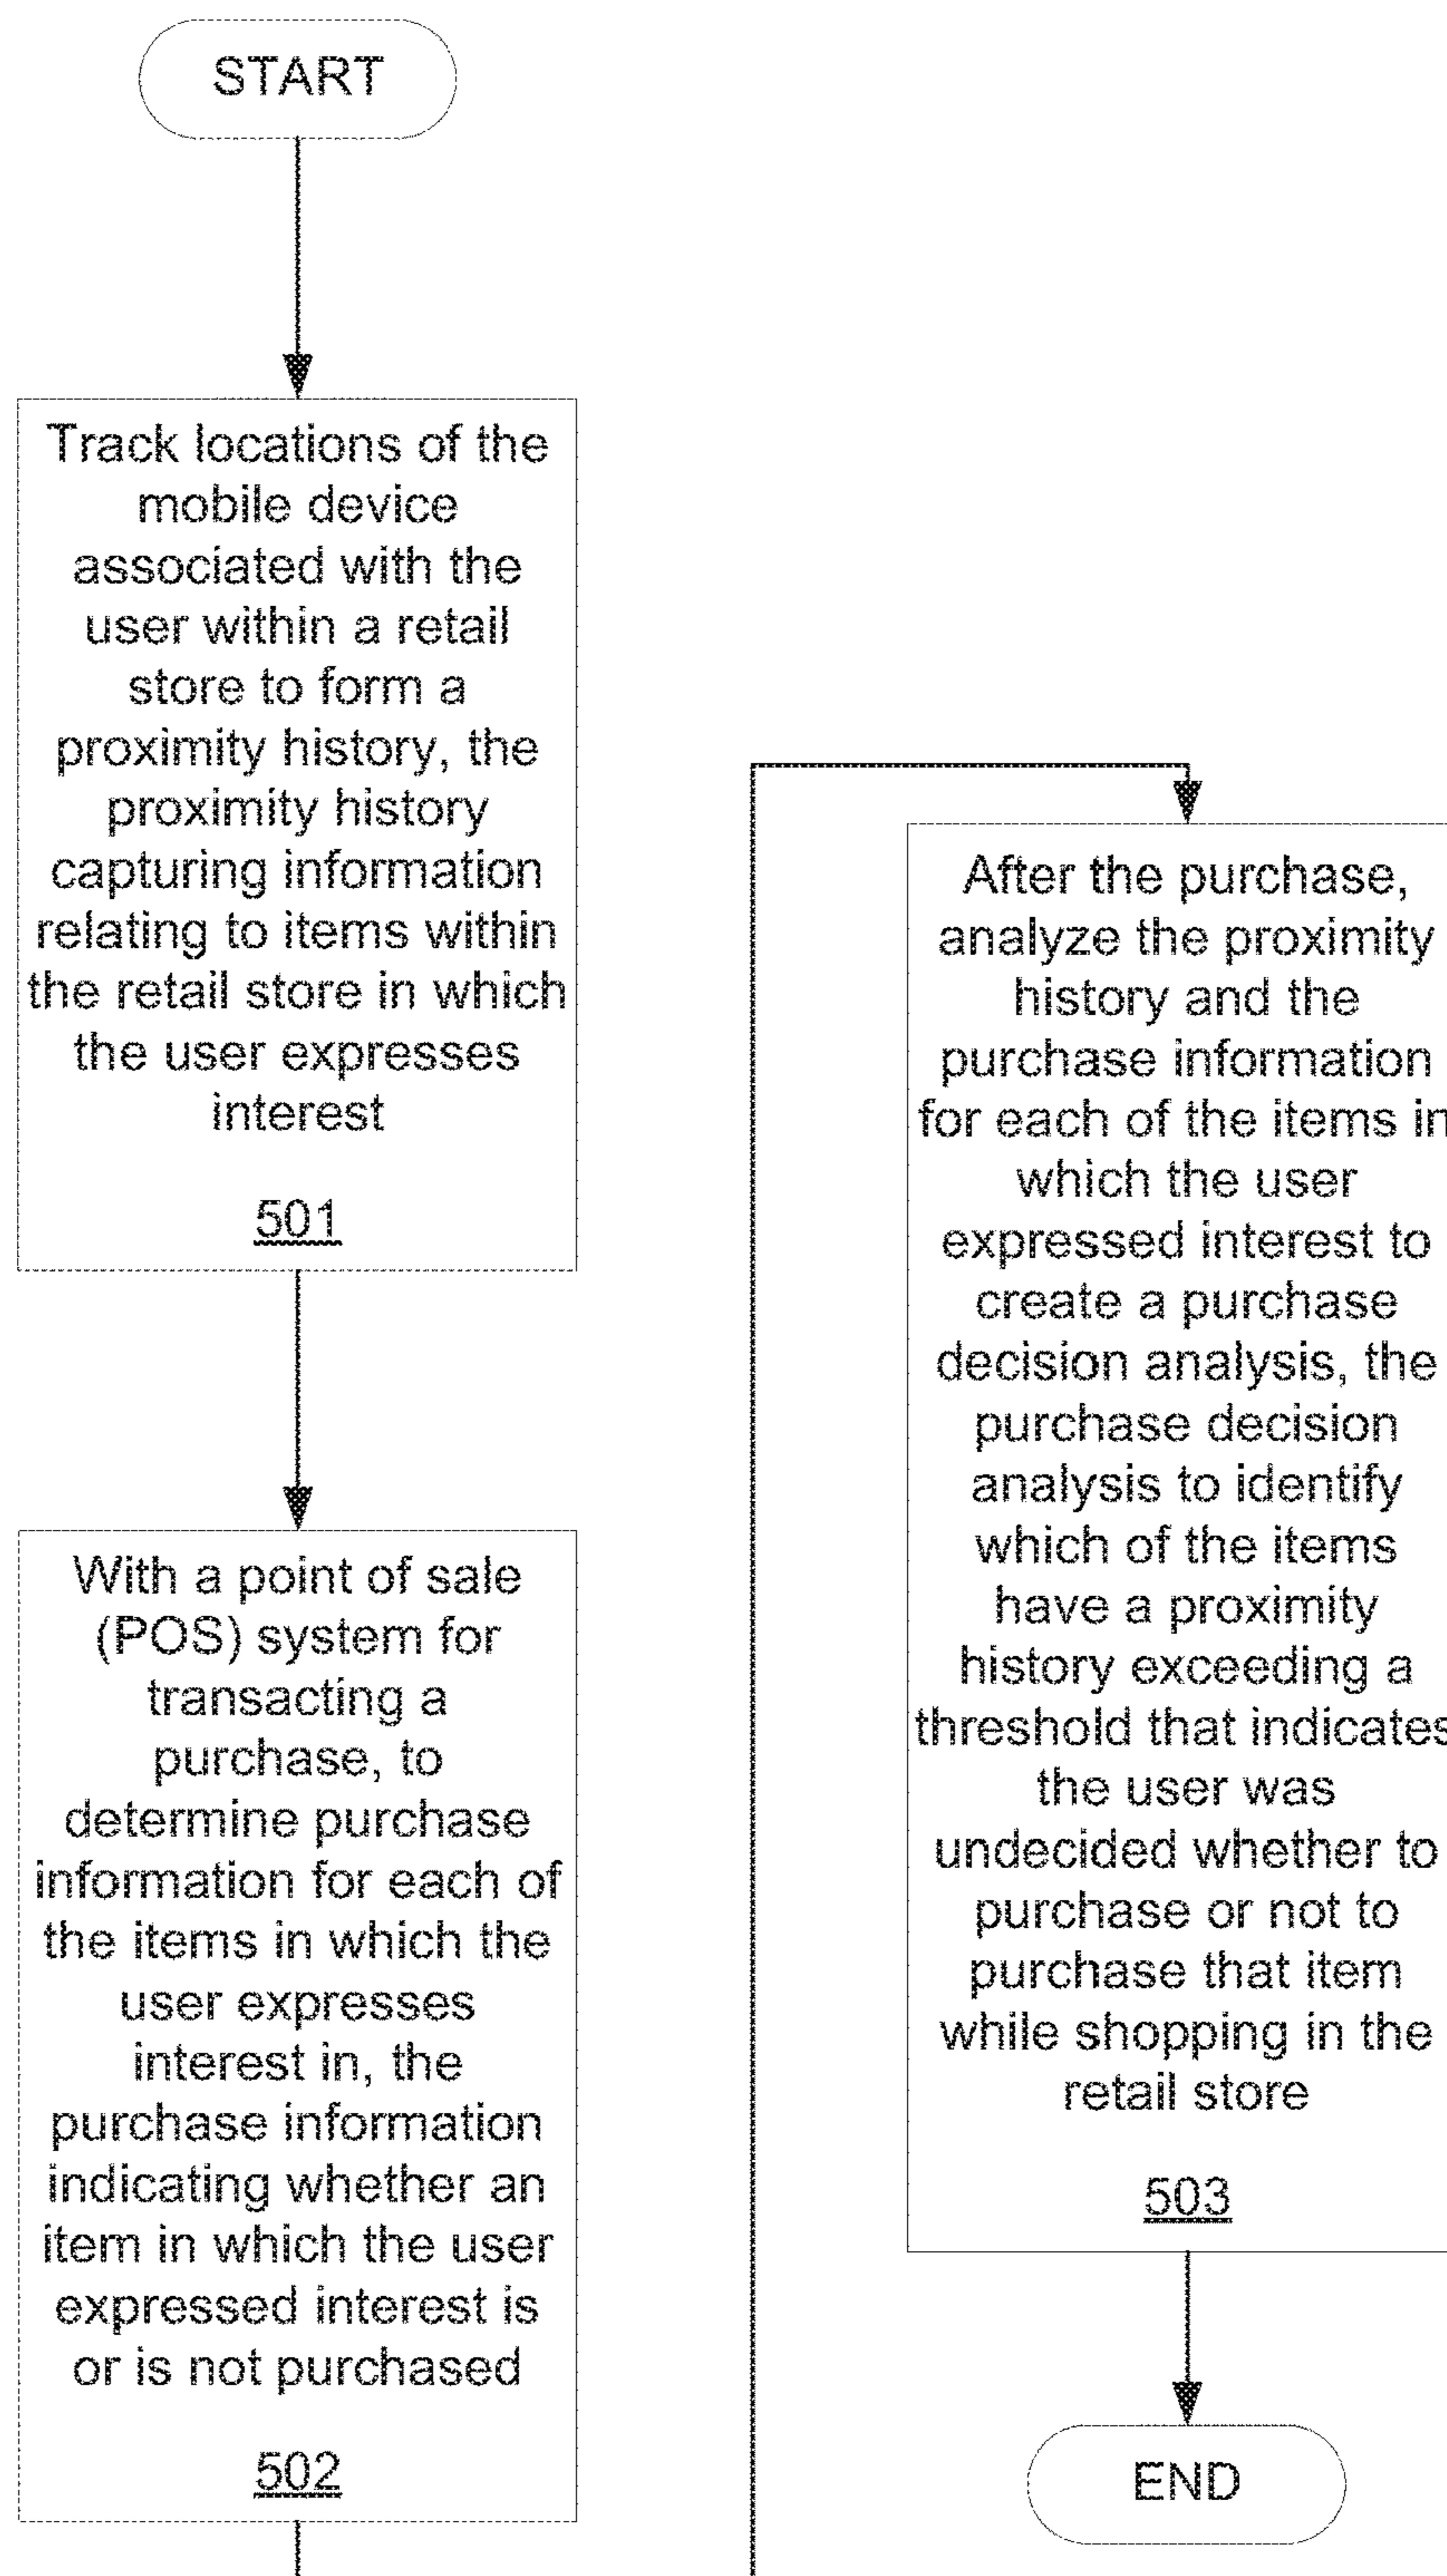 START
Track locations of the
mobile device
associated with the
user within a retail
store to form a
proximity history, the
proximity history
capturing information
relating to items within
the retail store in which
the user expresses
interest
501
With a point of sale
(POS) system for
transacting a
purchase, to
determine purchase
information for each of
the items in which the
user expresses
interest in, the
purchase information
indicating whether an
item in which the user
expressed interest is
or is not purchased
502
After the purchase,
analyze the proximity
history and the
purchase information
for each of the items in
which the user
expressed interest to
create a purchase
decision analysis, the
purchase decision
analysis to identify
which of the items
have a proximity
history exceeding a
threshold that indicates
the user was
undecided whether to
purchase or not to
purchase that item
while shopping in the
retail store
503
END